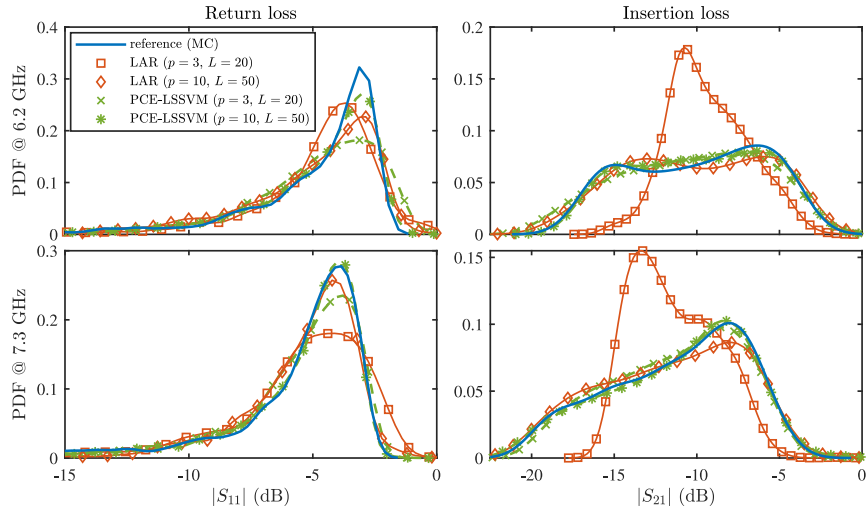 Return loss
Insertion loss
reference (MC)
LAR (p = 3, L = 20)
LAR (p = 10, L = 50)
PCE-LSSVM (p = 3, L = 20)
PCE-LSSVM (p = 10, L = 50)
PDF @ 6.2 GHz
0.4
0.3
0.2
0.1
0
0.2
0.15
0.1
0.05
0
PDF @ 7.3 GHz
0.3
0.2
0.1
0
0.15
0.1
0.05
0
-15 -10 -5 0
-20 -15 -10 -5 0
|S11| (dB)
|S21| (dB)